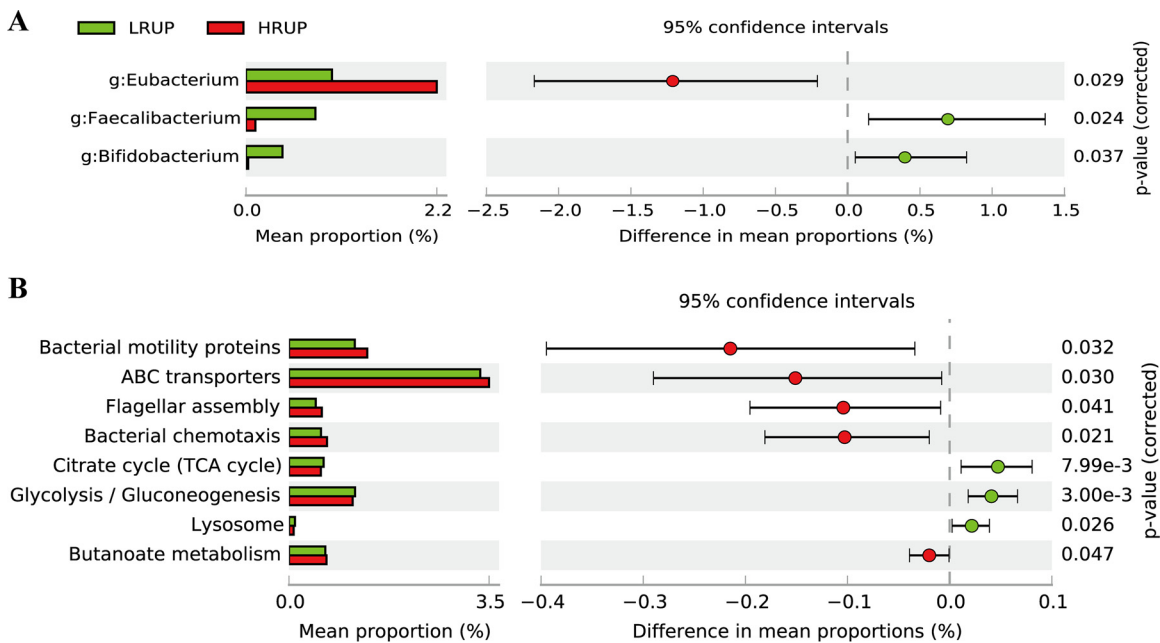 A
LRUP HRUP
95% confidence intervals
g:Eubacterium 0.029
g:Faecalibacterium 0.024
g:Bifidobacterium 0.037
p-value (corrected)
0.0 2.2 −2.5 −2.0 −1.5 −1.0 −0.5 0.0 0.5 1.0 1.5
Mean proportion (%) Difference in mean proportions (%)
B
95% confidence intervals
Bacterial motility proteins 0.032
ABC transporters 0.030
Flagellar assembly 0.041
Bacterial chemotaxis 0.021
Citrate cycle (TCA cycle) 7.99e-3
Glycolysis / Gluconeogenesis 3.00e-3
Lysosome 0.026
Butanoate metabolism 0.047
p-value (corrected)
0.0 3.5 −0.4 −0.3 −0.2 −0.1 0.0 0.1
Mean proportion (%) Difference in mean proportions (%)